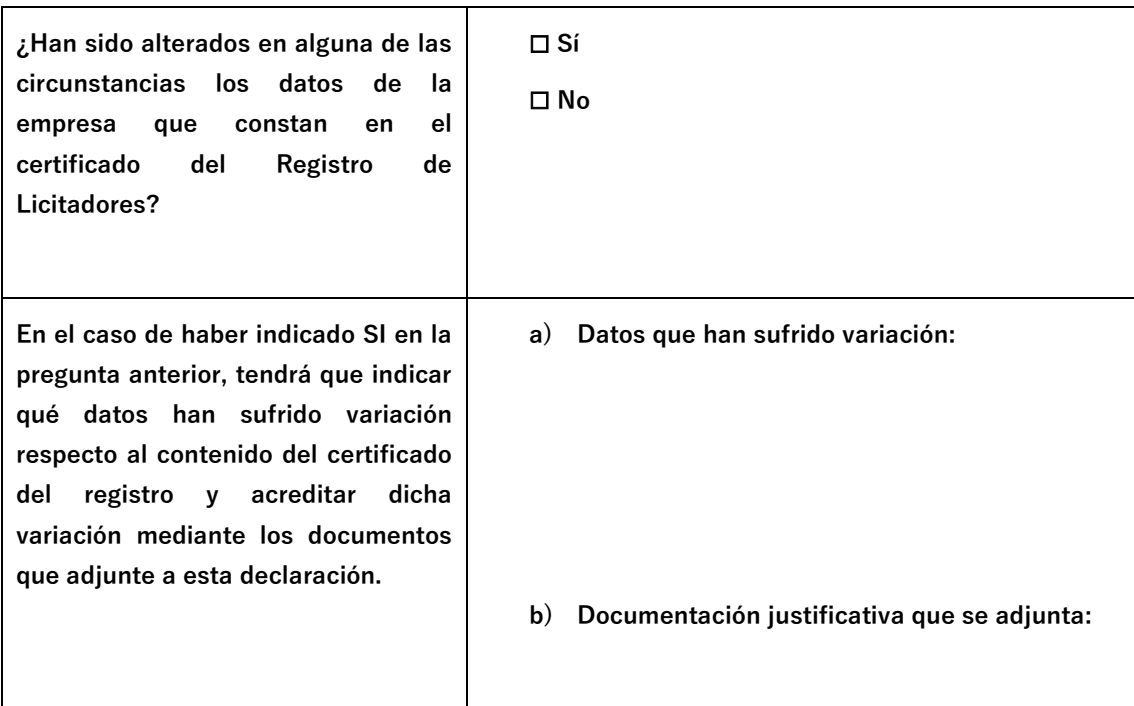 ¿Han sido alterados en alguna de las
circunstancias los datos de la
empresa que constan en el
certificado del Registro de
Licitadores?
☐ Sí
☐ No
En el caso de haber indicado SI en la
pregunta anterior, tendrá que indicar
qué datos han sufrido variación
respecto al contenido del certificado
del registro y acreditar dicha
variación mediante los documentos
que adjunte a esta declaración.
a) Datos que han sufrido variación:
b) Documentación justificativa que se adjunta: